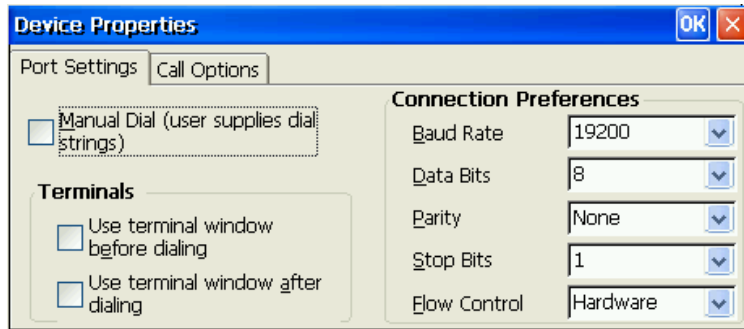 Device Properties OK
Port Settings Call Options
Manual Dial (user supplies dial
strings)
Terminals
Use terminal window
before dialing
Use terminal window after
dialing
Connection Preferences
Baud Rate 19200
Data Bits 8
Parity None
Stop Bits 1
Flow Control Hardware